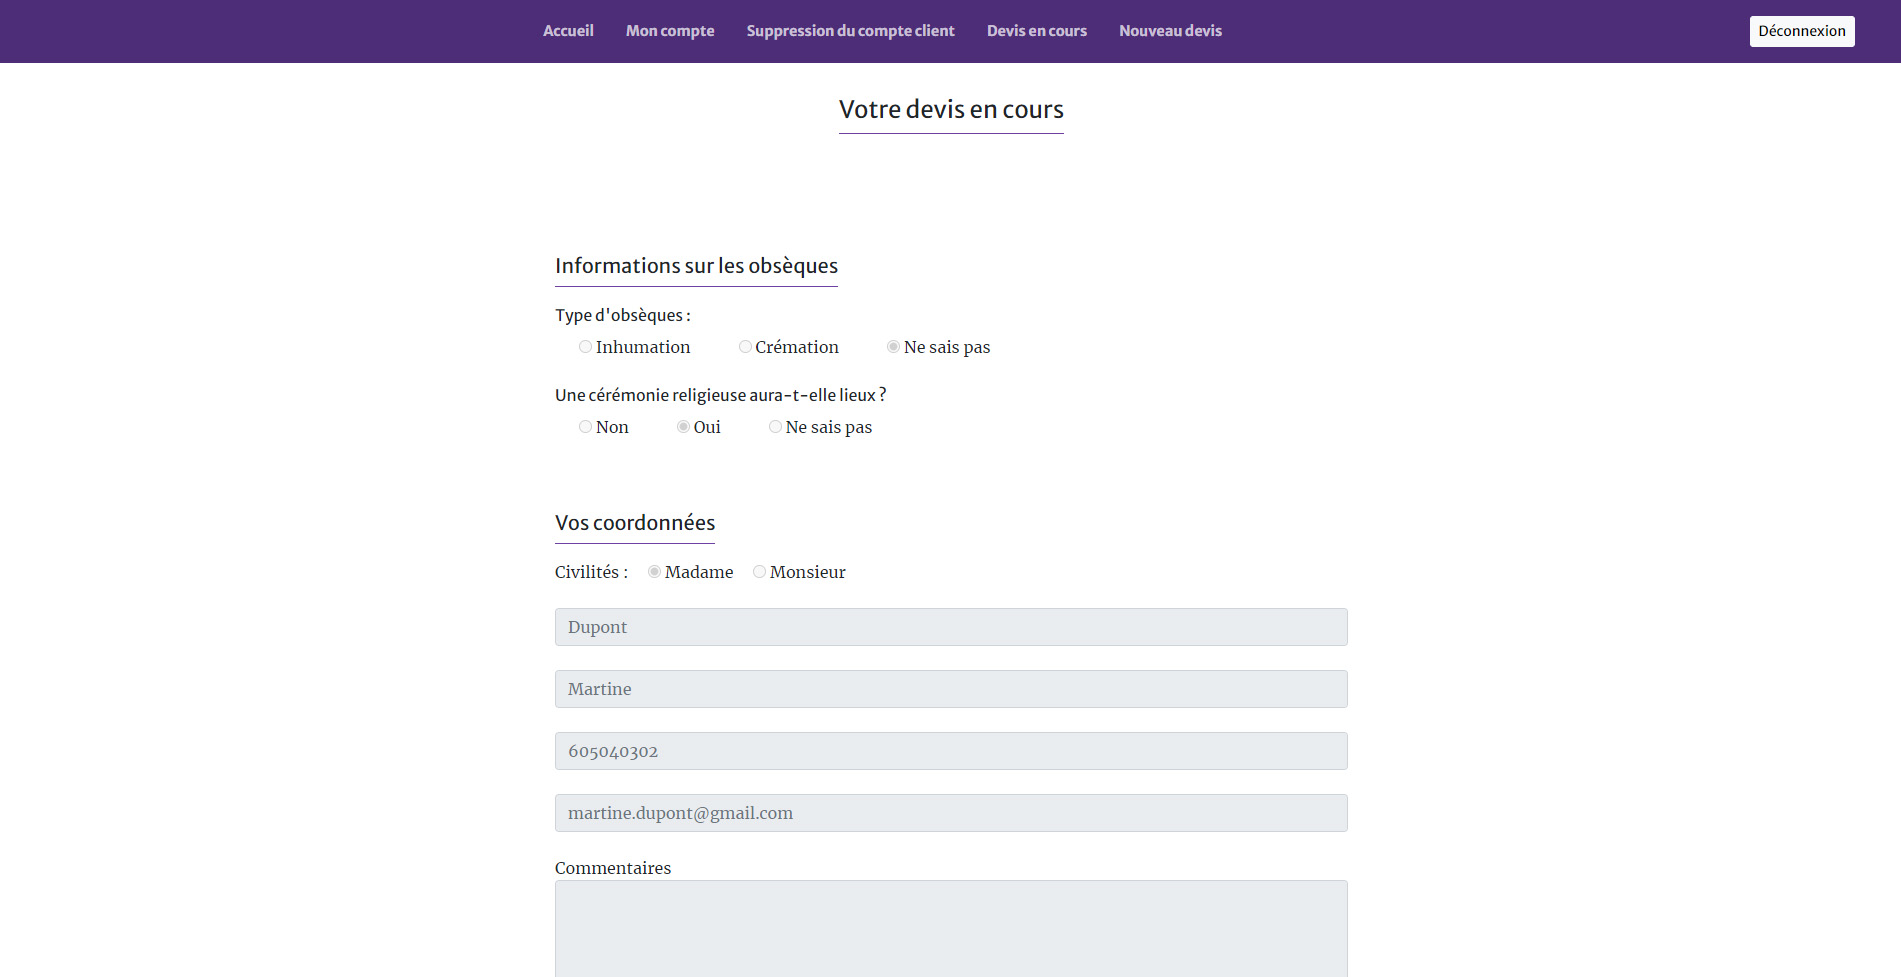 Accueil Mon compte Suppression du compte client Devis en cours Nouveau devis Déconnexion
Votre devis en cours
Informations sur les obsèques
Type d'obsèques :
Inhumation Crémation Ne sais pas
Une cérémonie religieuse aura-t-elle lieux ?
Non Oui Ne sais pas
Vos coordonnées
Civilités : Madame Monsieur
Dupont
Martine
605040302
martine.dupont@gmail.com
Commentaires